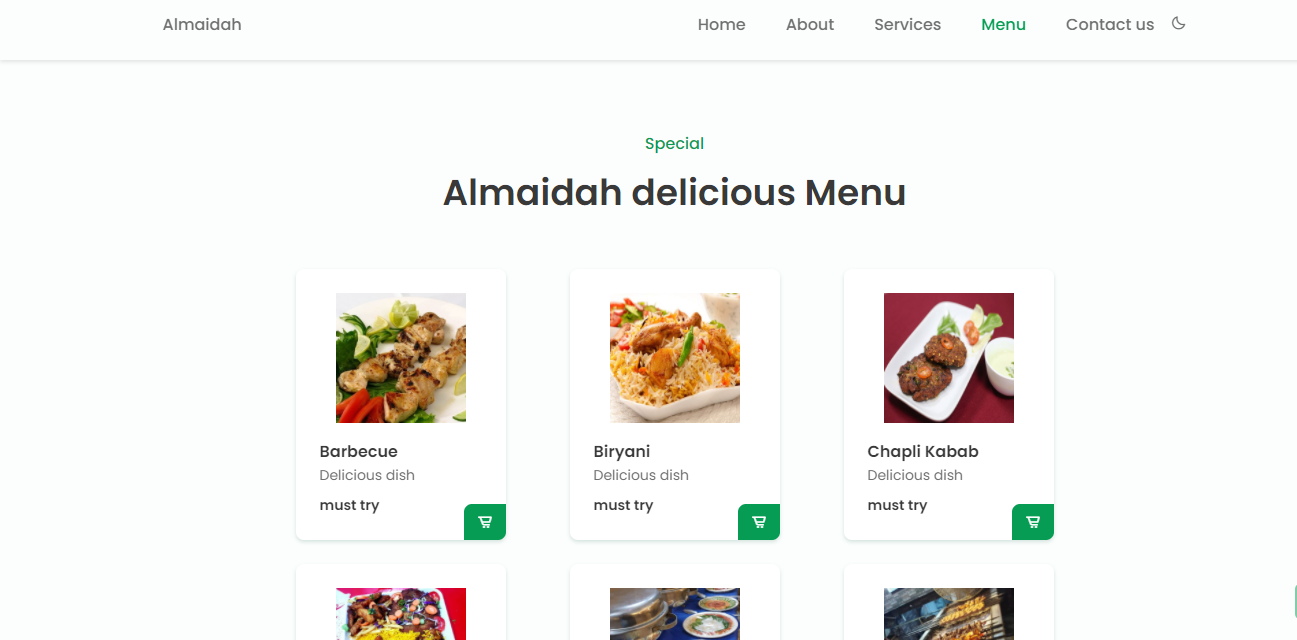 Almaidah
Home About Services Menu Contact us
Special
Almaidah delicious Menu
Barbecue
Delicious dish
must try
Biryani
Delicious dish
must try
Chapli Kabab
Delicious dish
must try